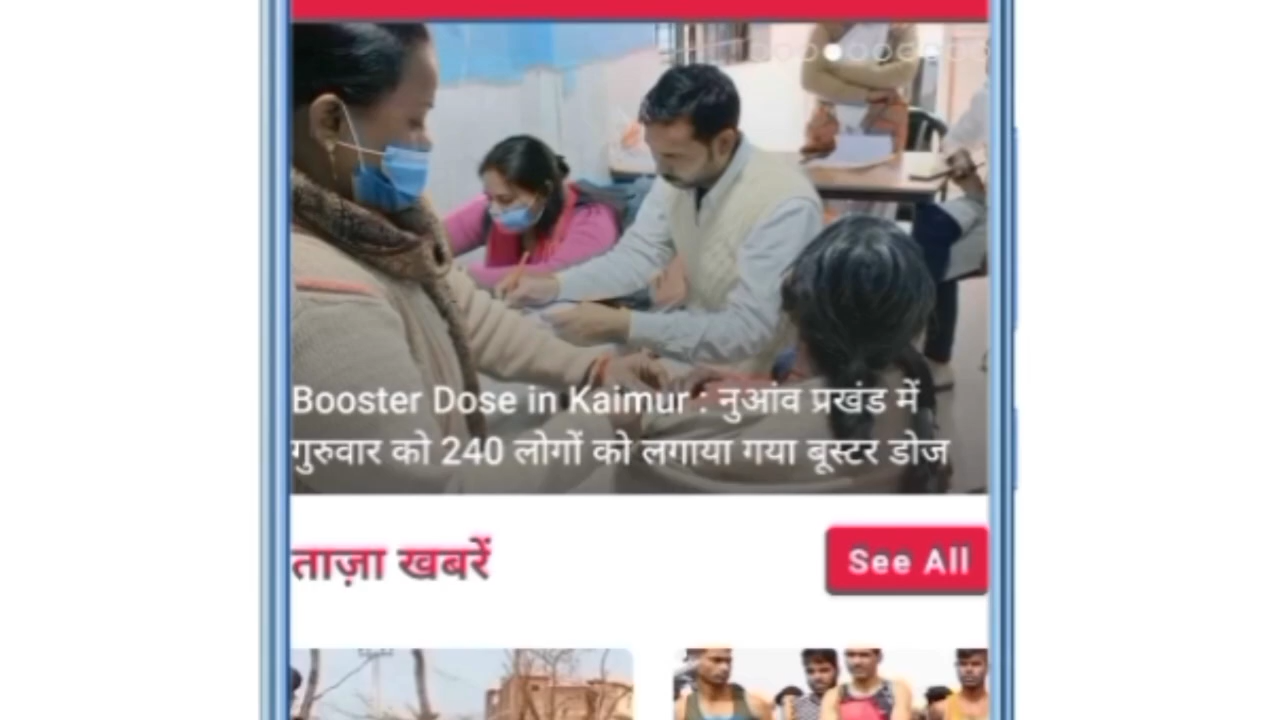 Booster Dose in Kaimur : नुआंव प्रखंड में
गुरुवार को 240 लोगों को लगाया गया बूस्टर डोज
ताज़ा खबरें
See All